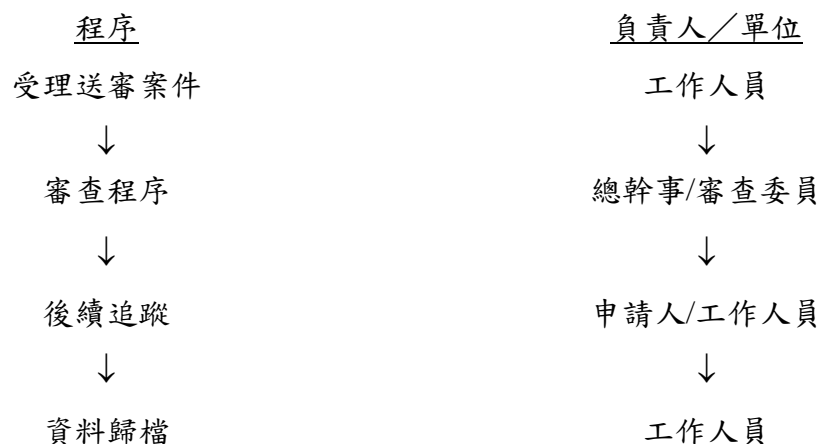 程序 負責人／單位
受理送審案件 工作人員
↓ ↓
審查程序 總幹事/審查委員
↓ ↓
後續追蹤 申請人/工作人員
↓ ↓
資料歸檔 工作人員